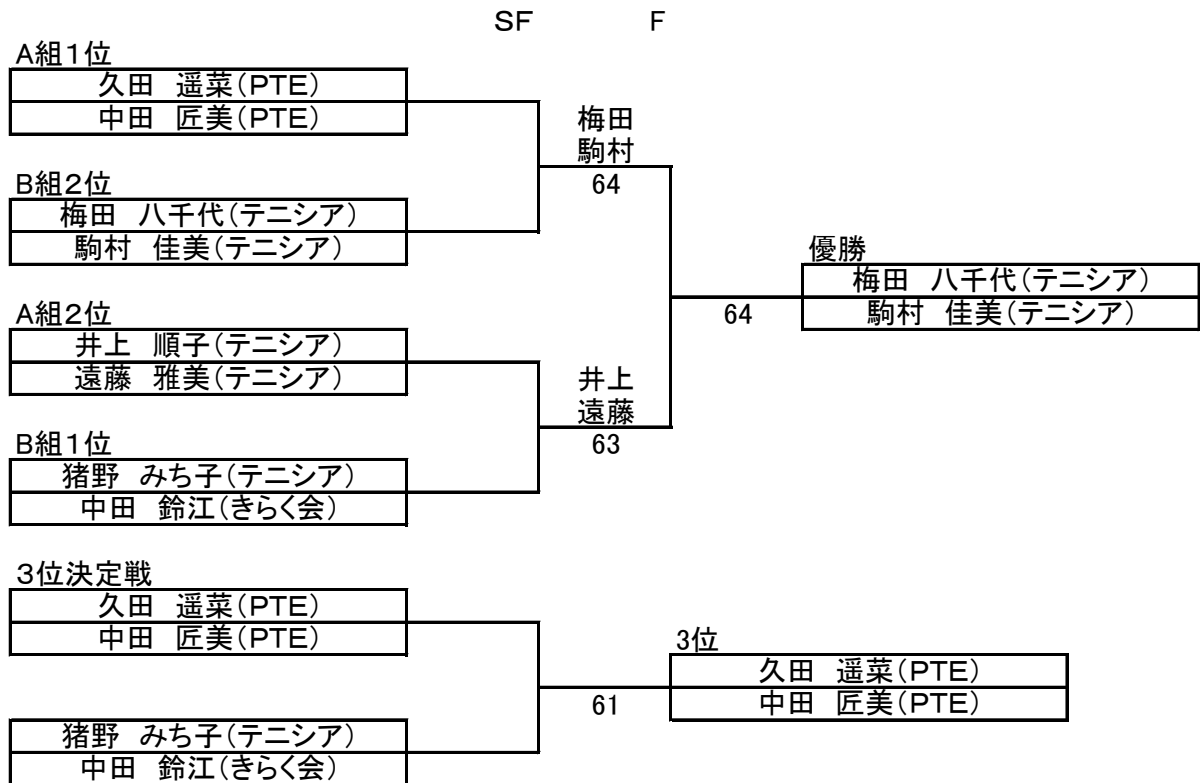 SF F
A組1位
久田 遥菜(PTE)
中田 匠美(PTE)
梅田
駒村
64
B組2位
梅田 八千代(テニシア)
駒村 佳美(テニシア)
優勝
梅田 八千代(テニシア)
駒村 佳美(テニシア)
64
A組2位
井上 順子(テニシア)
遠藤 雅美(テニシア)
井上
遠藤
63
B組1位
猪野 みち子(テニシア)
中田 鈴江(きらく会)
3位決定戦
久田 遥菜(PTE)
中田 匠美(PTE)
3位
久田 遥菜(PTE)
中田 匠美(PTE)
61
猪野 みち子(テニシア)
中田 鈴江(きらく会)